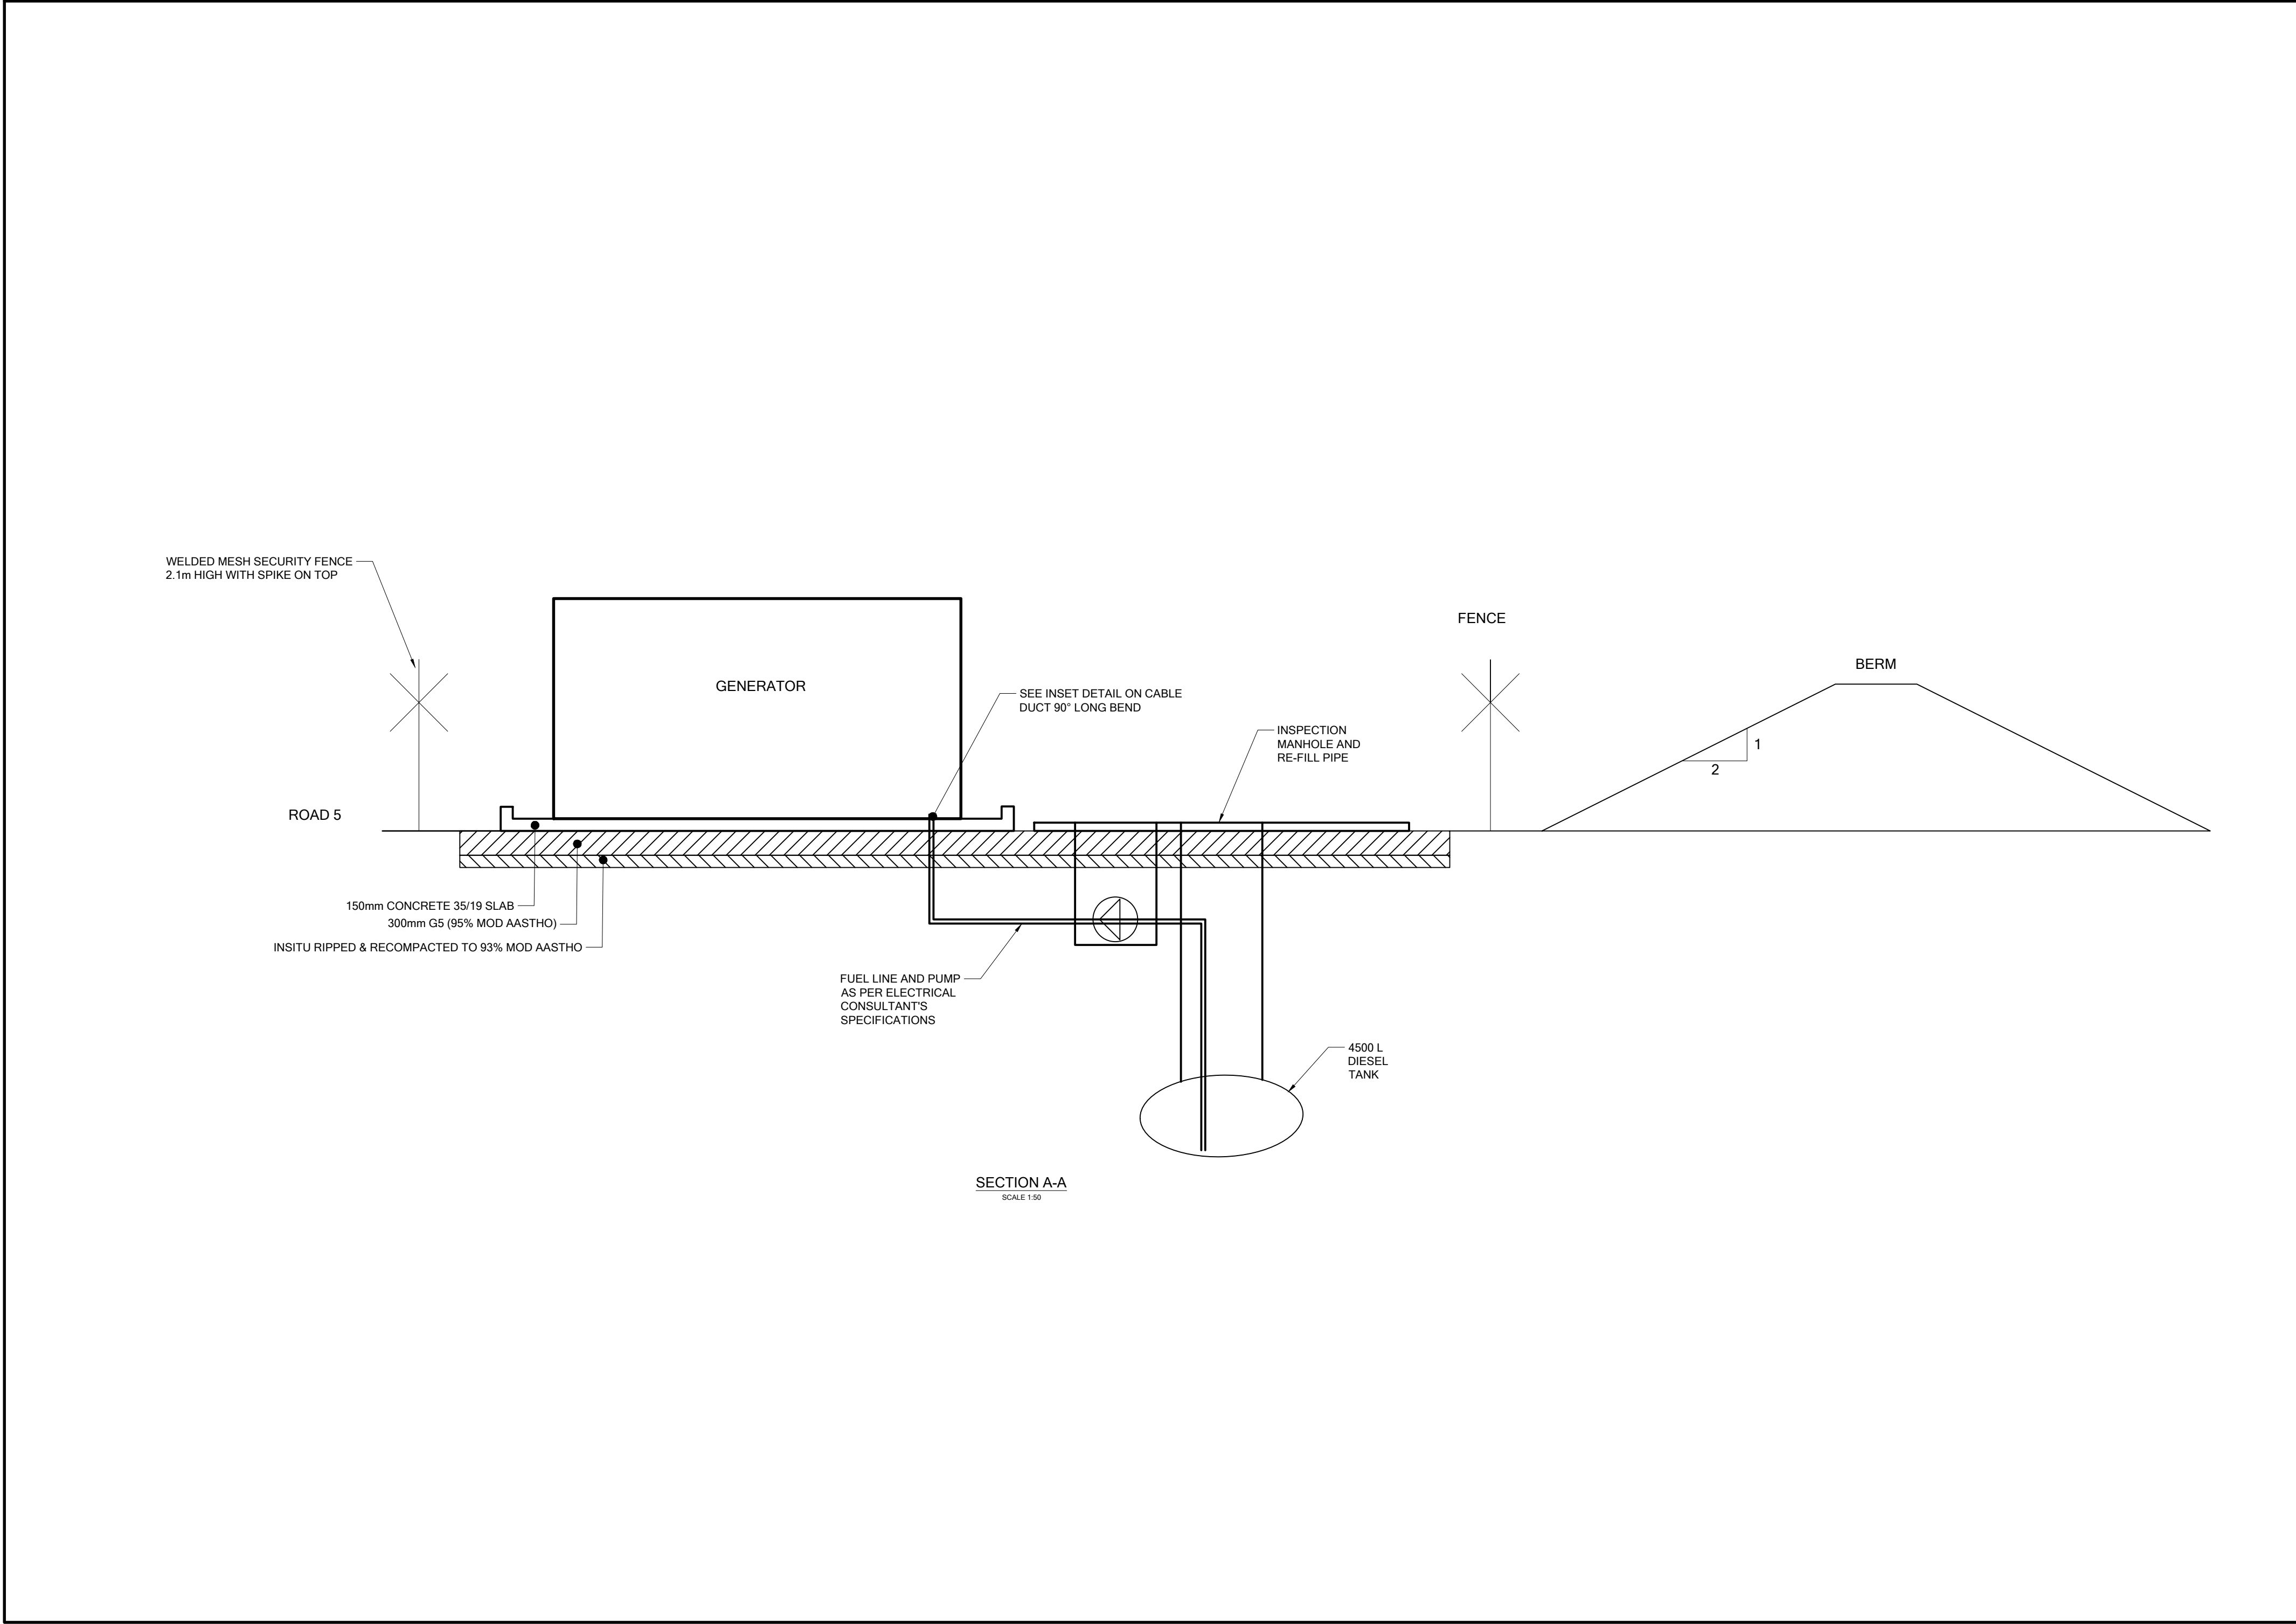 WELDED MESH SECURITY FENCE
2.1m HIGH WITH SPIKE ON TOP
FENCE
BERM
GENERATOR
SEE INSET DETAIL ON CABLE
DUCT 90° LONG BEND
INSPECTION
MANHOLE AND
RE-FILL PIPE
1
2
ROAD 5
150mm CONCRETE 35/19 SLAB
300mm G5 (95% MOD AASTHO)
INSITU RIPPED & RECOMPACTED TO 93% MOD AASTHO
FUEL LINE AND PUMP
AS PER ELECTRICAL
CONSULTANT'S
SPECIFICATIONS
4500 L
DIESEL
TANK
SECTION A-A
SCALE 1:50